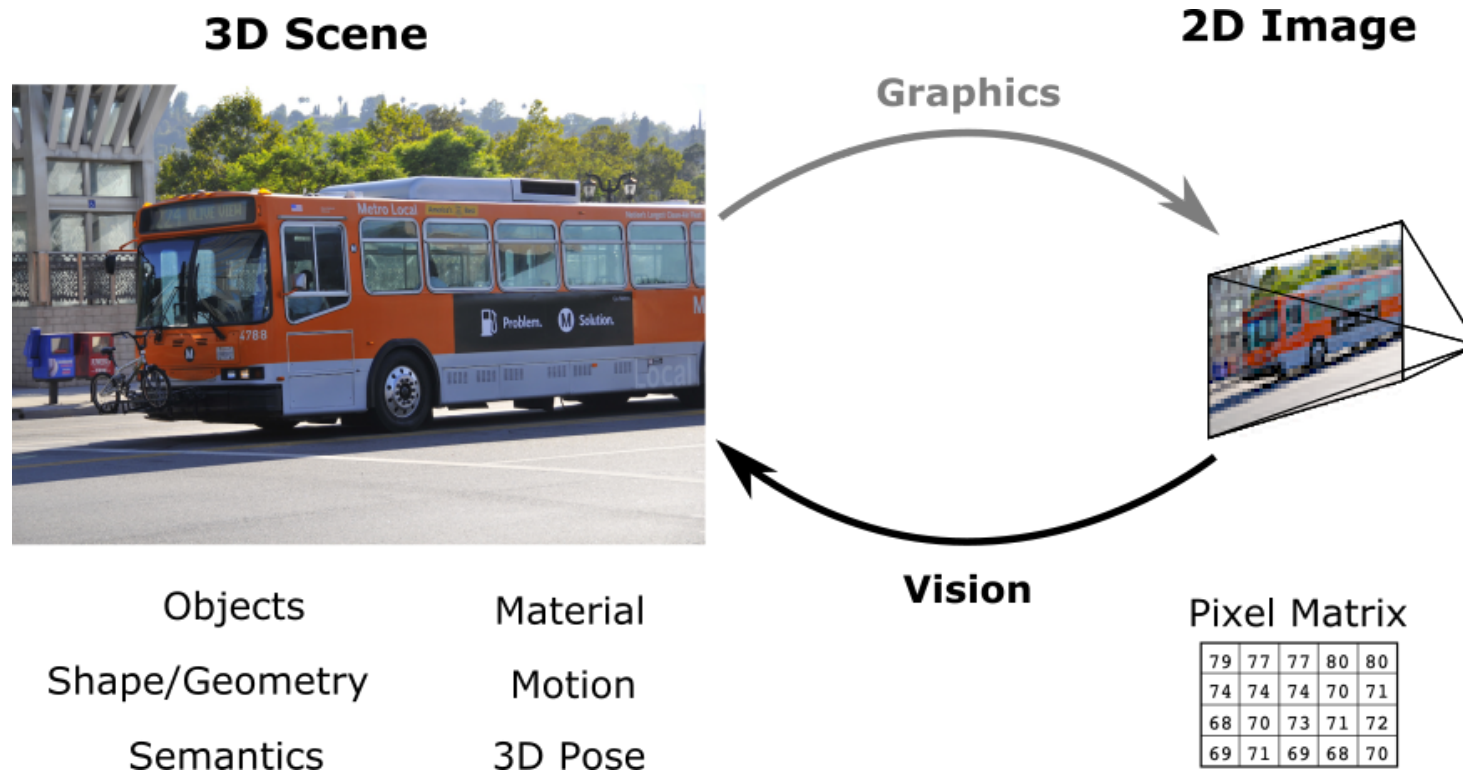 3D Scene
2D Image
Graphics
Metro Local
Problem.
M Solution.
4788
M
Local
Vision
Objects
Material
Shape/Geometry
Motion
Semantics
3D Pose
Pixel Matrix
79 77 77 80 80
74 74 74 70 71
68 70 73 71 72
69 71 69 68 70